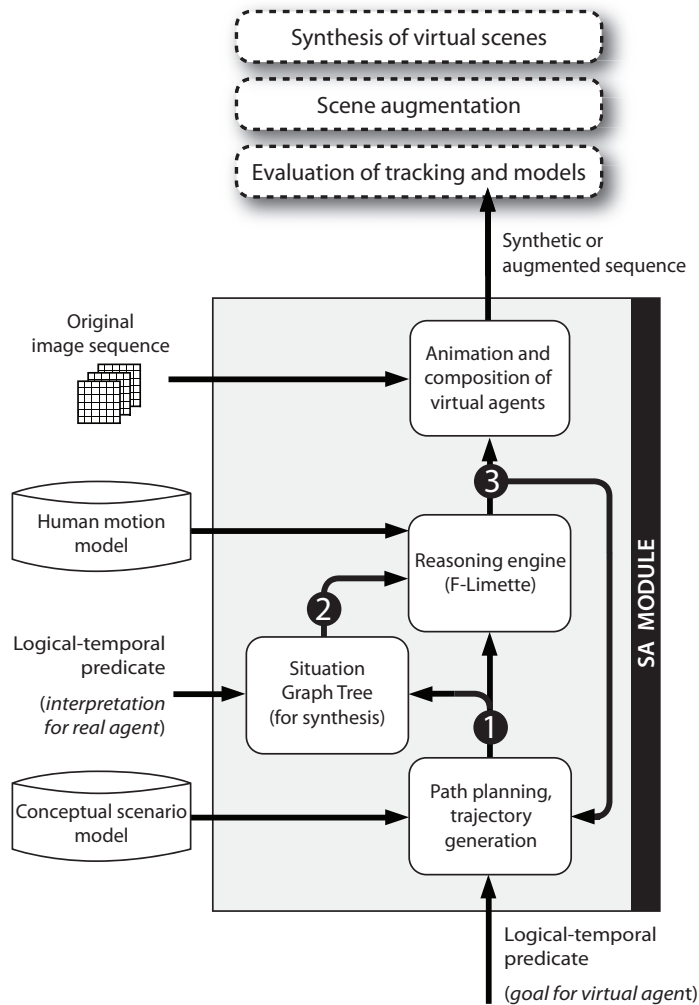 Synthesis of virtual scenes
Scene augmentation
Evaluation of tracking and models
Synthetic or
augmented sequence
Original
image sequence
Animation and
composition of
virtual agents
3
Human motion
model
Reasoning engine
(F-Limette)
SA MODULE
2
Logical-temporal
predicate
(interpretation
for real agent)
Situation
Graph Tree
(for synthesis)
1
Conceptual scenario
model
Path planning,
trajectory
generation
Logical-temporal
predicate
(goal for virtual agent)